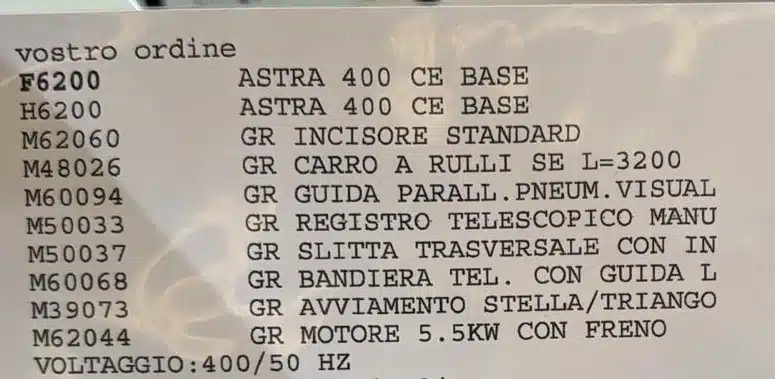 vostro ordine
F6200 ASTRA 400 CE BASE
H6200 ASTRA 400 CE BASE
M62060 GR INCISORE STANDARD
M48026 GR CARRO A RULLI SE L=3200
M60094 GR GUIDA PARALL.PNEUM.VISUAL
M50033 GR REGISTRO TELESCOPICO MANU
M50037 GR SLITTA TRASVERSALE CON IN
M60068 GR BANDIERA TEL. CON GUIDA L
M39073 GR AVVIAMENTO STELLA/TRIANGO
M62044 GR MOTORE 5.5KW CON FRENO
VOLTAGGIO:400/50 HZ